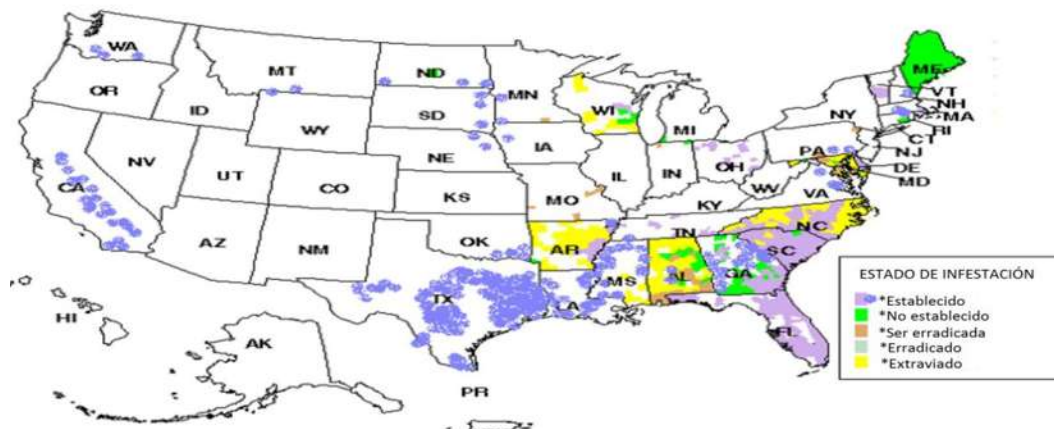 WA
MT
ND
ME
OR
MN
VT
ID
SD
WI
NH
WY
NY
MA
MI
RI
CT
NE
IA
PA
NJ
NV
OH
DE
UT
IL
IN
MD
CA
CO
WV
VA
KS
MO
KY
NC
TN
AZ
NM
OK
AR
SC
MS
AL
GA
TX
LA
FL
HI
AK
PR
ESTADO DE INFESTACIÓN
*Establecido
*No establecido
*Ser erradicada
*Erradicado
*Extraviado